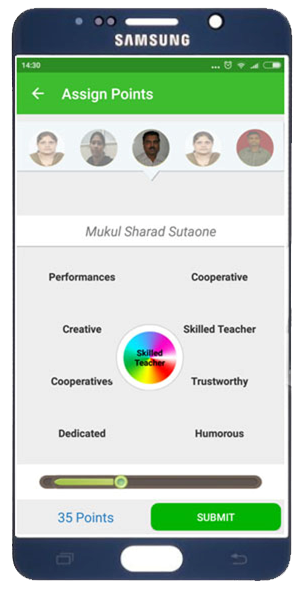 SAMSUNG
14:30
Assign Points
Mukul Sharad Sutaone
Performances
Cooperative
Creative
Skilled Teacher
Skilled
Teacher
Cooperatives
Trustworthy
Dedicated
Humorous
35 Points
SUBMIT